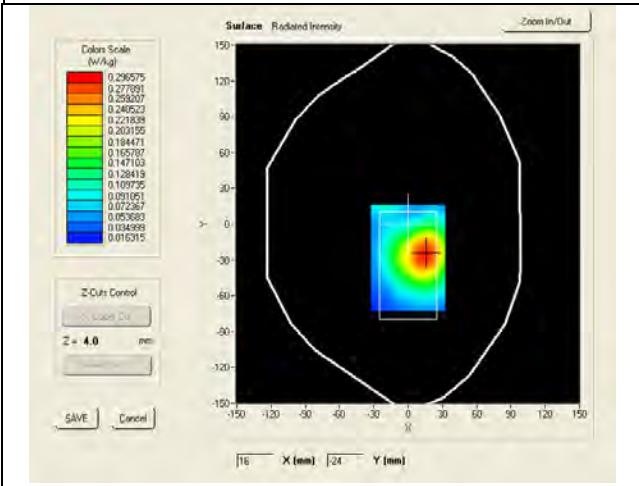 Surface Radiated Intensity
Zoom In/Out
Colors Scale
(W/kg)
0.296575
0.277891
0.259207
0.240523
0.221839
0.203155
0.184471
0.165787
0.147103
0.128419
0.109735
0.091051
0.072367
0.053683
0.034999
0.016315
150
120
90
60
30
0
-30
-60
-90
-120
-150
Y
-150 -120 -90 -60 -30 0 30 60 90 120 150
X
Z-Cuts Control
Z = 4.0 mm
SAVE
Cancel
16 X (mm) -24 Y (mm)